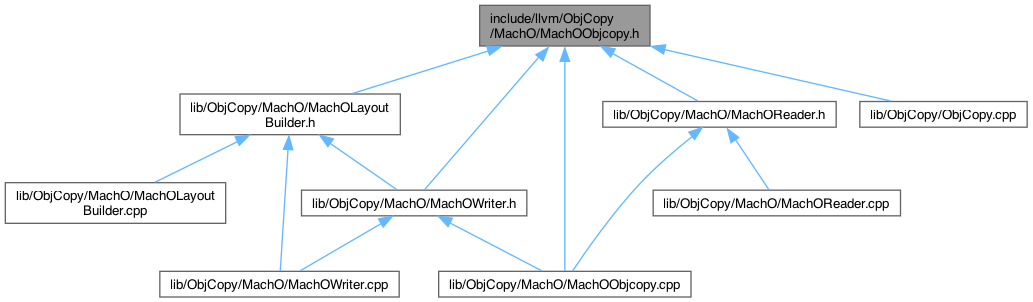 include/llvm/ObjCopy
/MachO/MachOObjcopy.h
lib/ObjCopy/MachO/MachOLayout
Builder.h
lib/ObjCopy/MachO/MachOReader.h
lib/ObjCopy/ObjCopy.cpp
lib/ObjCopy/MachO/MachOLayout
Builder.cpp
lib/ObjCopy/MachO/MachOWriter.h
lib/ObjCopy/MachO/MachOReader.cpp
lib/ObjCopy/MachO/MachOWriter.cpp
lib/ObjCopy/MachO/MachOObjcopy.cpp